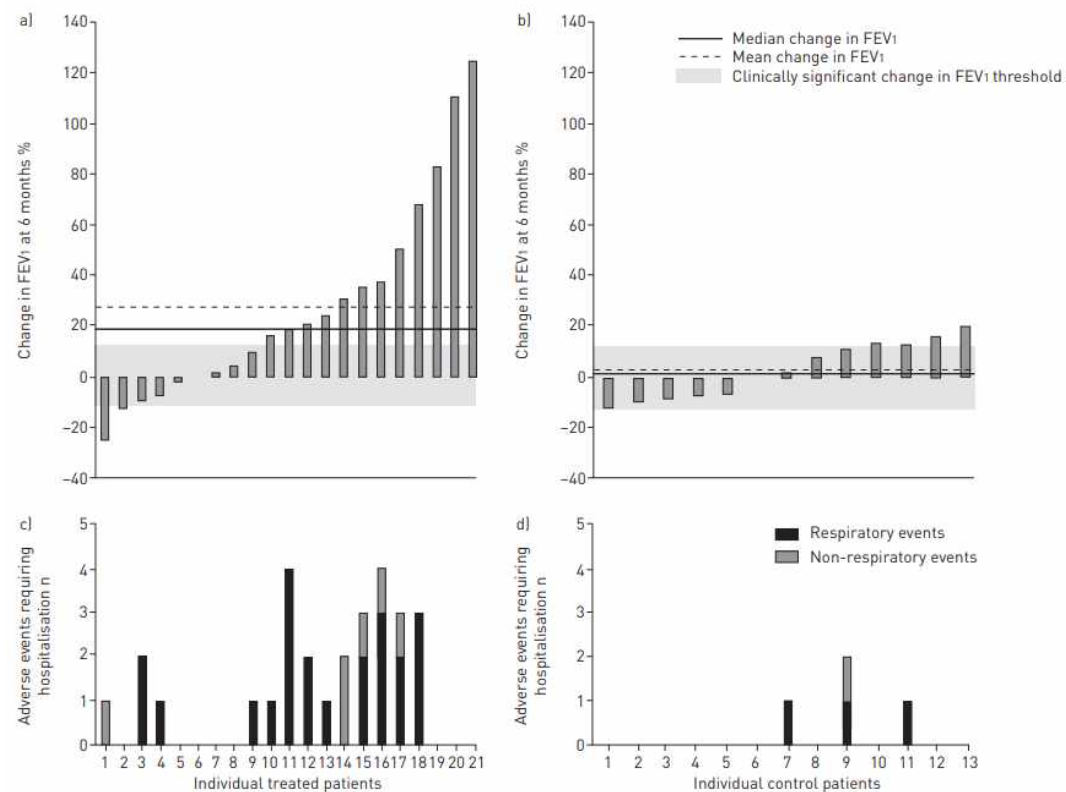 a)
140
120
100
80
60
40
20
0
–20
–40
Change in FEV1 at 6 months %
b)
140
120
100
80
60
40
20
0
–20
–40
Change in FEV1 at 6 months %
Median change in FEV1
Mean change in FEV1
Clinically significant change in FEV1 threshold
c)
5
4
3
2
1
0
Adverse events requiring
hospitalisation n
1 2 3 4 5 6 7 8 9 10 11 12 13 14 15 16 17 18 19 20 21
Individual treated patients
d)
5
4
3
2
1
0
Adverse events requiring
hospitalisation n
Respiratory events
Non-respiratory events
1 2 3 4 5 6 7 8 9 10 11 12 13
Individual control patients